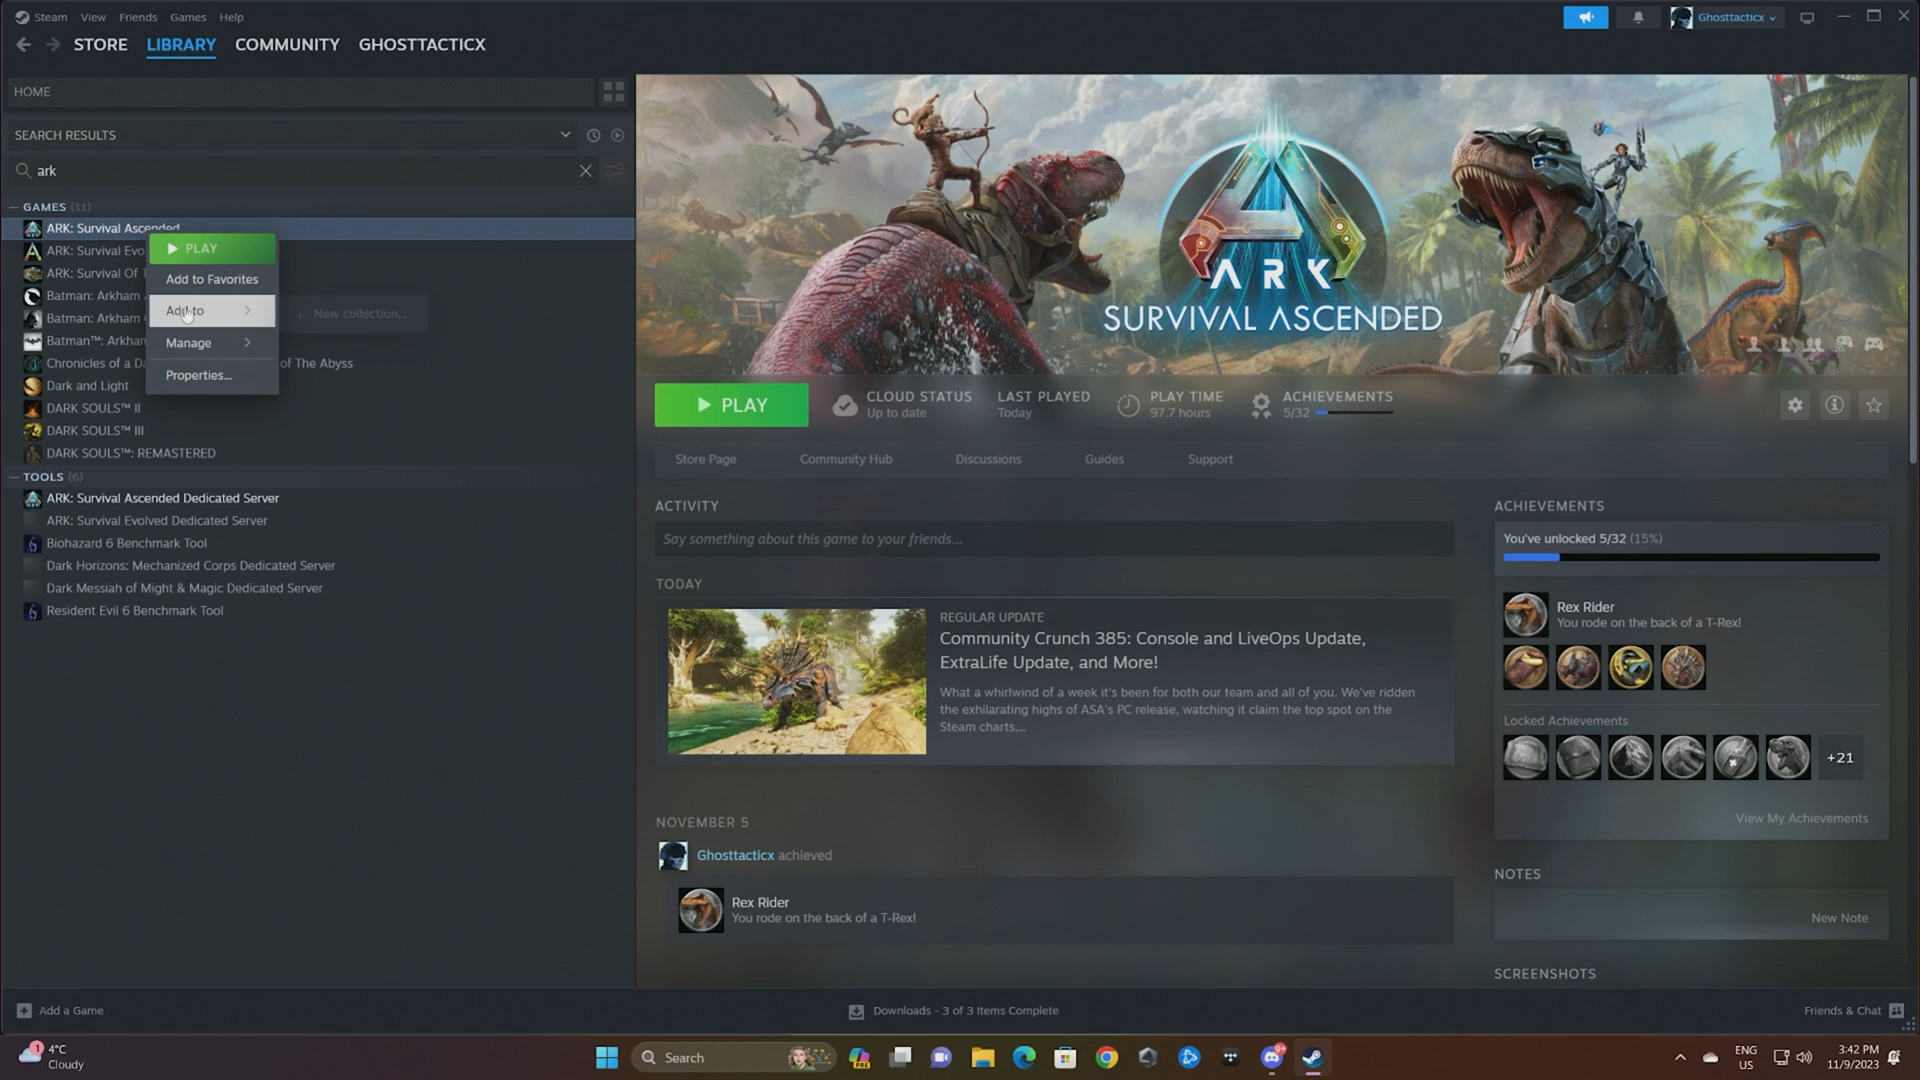 Steam View Friends Games Help
Ghosttacticx
STORE LIBRARY COMMUNITY GHOSTTACTICX
HOME
SEARCH RESULTS
ark
GAMES (11)
ARK: Survival Ascended
ARK: Survival Evo
ARK: Survival Of T
Batman: Arkham
Batman: Arkham
Batman™: Arkham
Chronicles of a Da of The Abyss
Dark and Light
DARK SOULS™ II
DARK SOULS™ III
DARK SOULS™: REMASTERED
PLAY
Add to Favorites
Add to
New collection...
Manage
Properties...
TOOLS (6)
ARK: Survival Ascended Dedicated Server
ARK: Survival Evolved Dedicated Server
Biohazard 6 Benchmark Tool
Dark Horizons: Mechanized Corps Dedicated Server
Dark Messiah of Might & Magic Dedicated Server
Resident Evil 6 Benchmark Tool
ARK
SURVIVAL ASCENDED
PLAY
CLOUD STATUS
Up to date
LAST PLAYED
Today
PLAY TIME
97.7 hours
ACHIEVEMENTS
5/32
Store Page Community Hub Discussions Guides Support
ACTIVITY
Say something about this game to your friends...
TODAY
REGULAR UPDATE
Community Crunch 385: Console and LiveOps Update,
ExtraLife Update, and More!
What a whirlwind of a week it's been for both our team and all of you. We've ridden
the exhilarating highs of ASA's PC release, watching it claim the top spot on the
Steam charts,...
NOVEMBER 5
Ghosttacticx achieved
Rex Rider
You rode on the back of a T-Rex!
ACHIEVEMENTS
You've unlocked 5/32 (15%)
Rex Rider
You rode on the back of a T-Rex!
Locked Achievements
+21
View My Achievements
NOTES
New Note
SCREENSHOTS
Add a Game
Downloads - 3 of 3 Items Complete
Friends & Chat
1
4°C
Cloudy
Search
PRE
9+
ENG
US
3:42 PM
11/9/2023